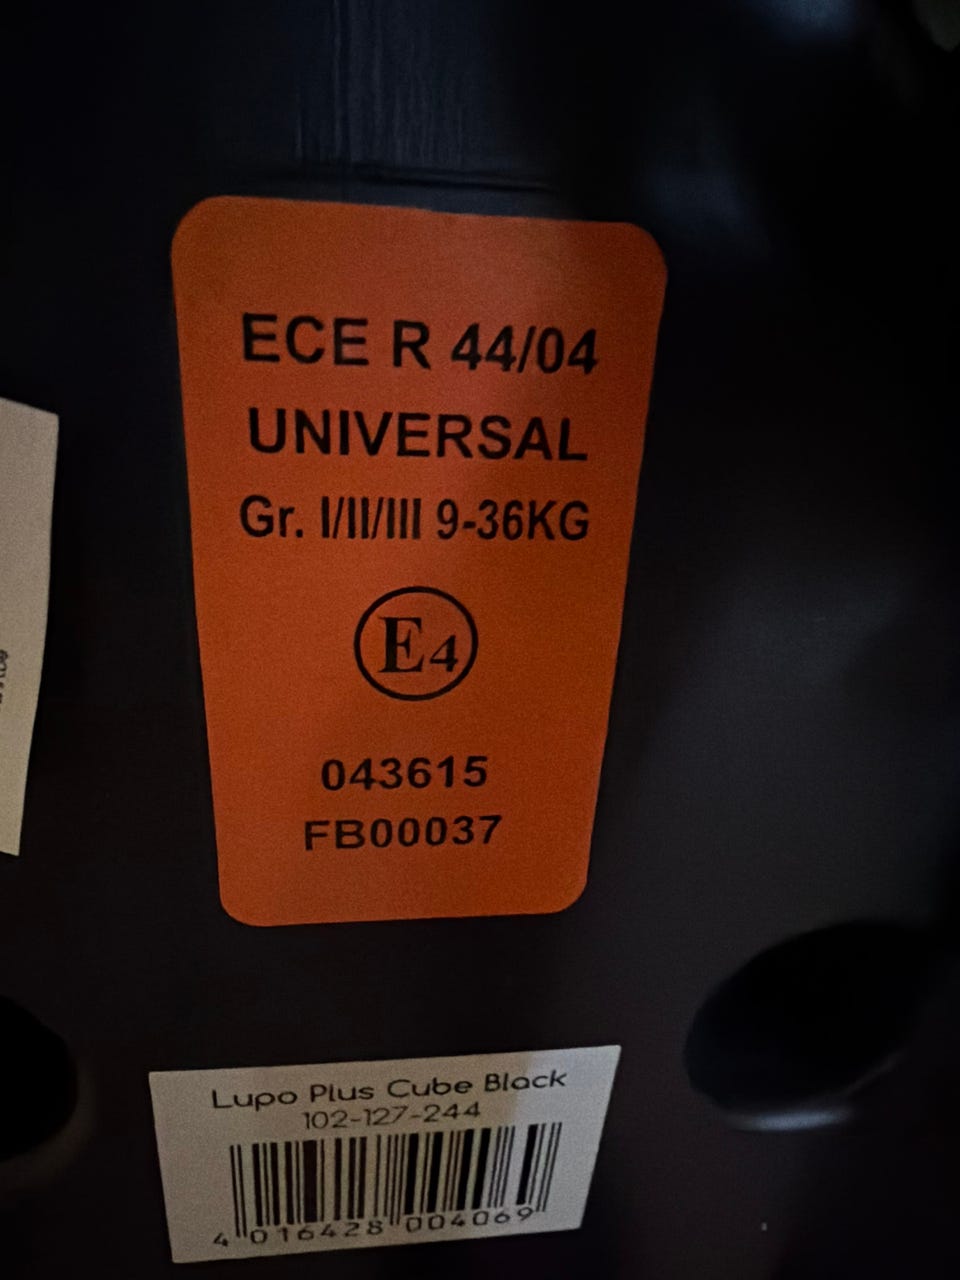 ECE R 44/04
UNIVERSAL
Gr. I/II/III 9-36KG
E4
043615
FB00037
Lupo Plus Cube Black
102-127-244
4 016428 004069